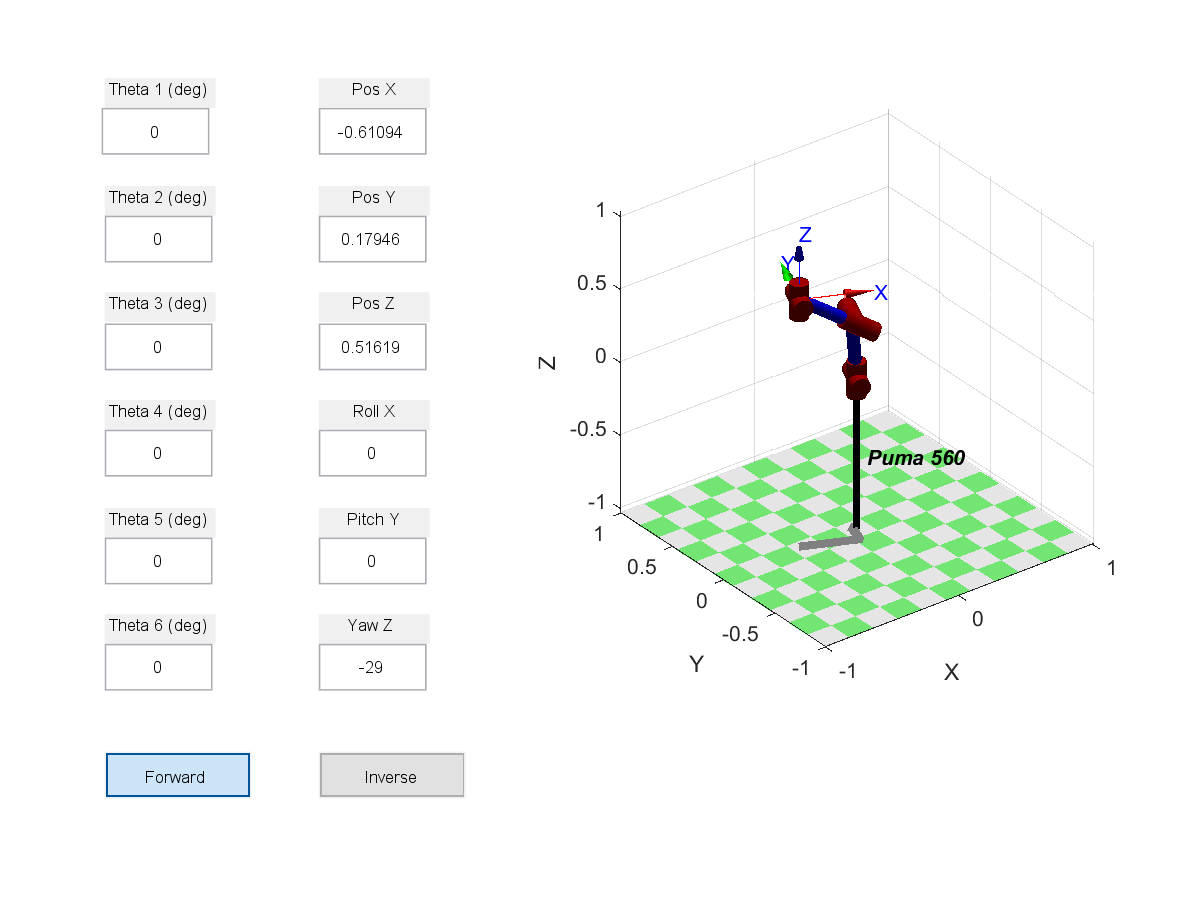 Theta 1 (deg)
0
Pos X
-0.61094
Theta 2 (deg)
0
Pos Y
0.17946
Theta 3 (deg)
0
Pos Z
0.51619
Theta 4 (deg)
0
Roll X
0
Theta 5 (deg)
0
Pitch Y
0
Theta 6 (deg)
0
Yaw Z
-29
Forward
Inverse
1
0.5
0
-0.5
-1
Z
Z
Y
X
Puma 560
1
0.5
0
-0.5
-1
Y
-1
0
1
X